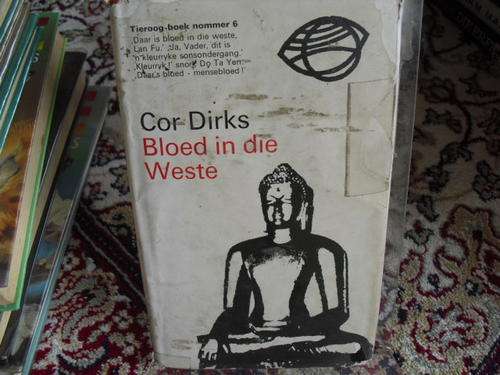 Tieroog-boek nommer 6
'Daar is bloed in die weste,
Lan Fu.' 'Ja, Vader, dit is
'n kleurryke sonsondergang.'
'Kleurryk!' snork Do Ta Yen.
'Daar's bloed - mensebloed!'
Cor Dirks
Bloed in die
Weste